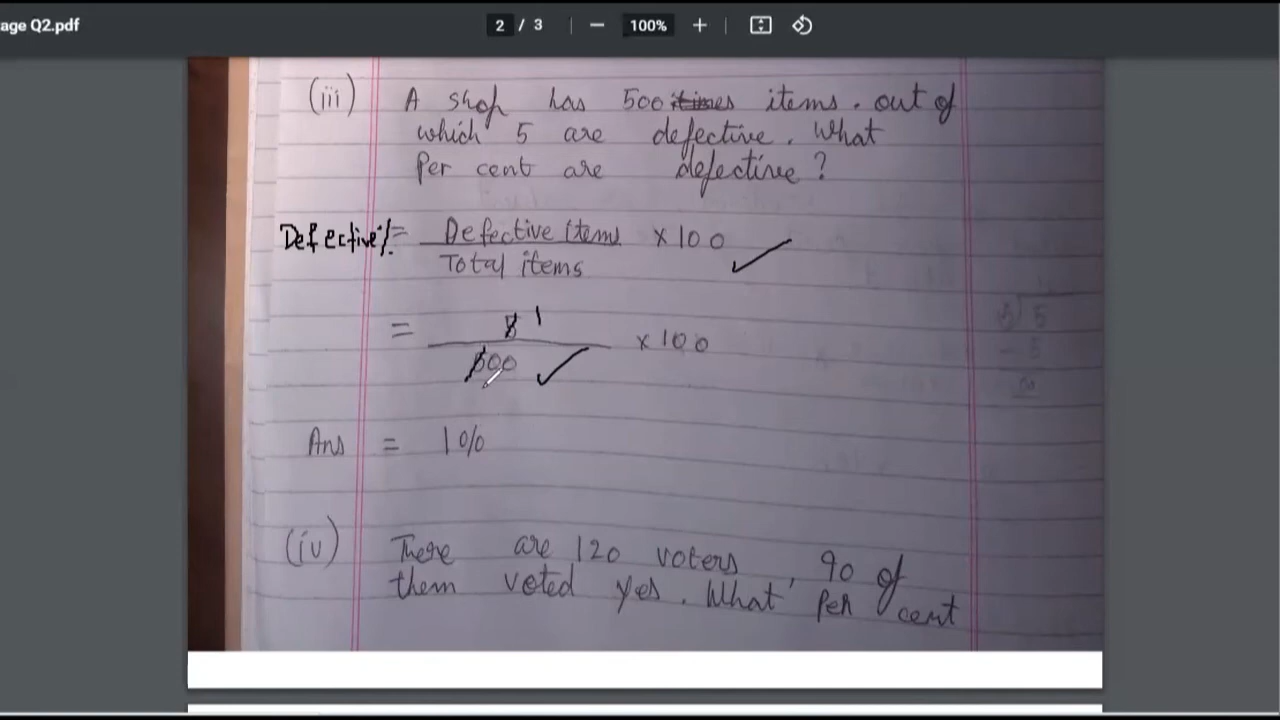 age Q2.pdf
2 / 3 — 100% +
(iii) A shop has 500 items. out of
which 5 are defective. What
Per cent are defective?
Defective% = Defective items × 100
Total items
= 5 1 × 100
500
Ans = 1%
(iv) There are 120 voters, 90 of
them voted yes. What per cent